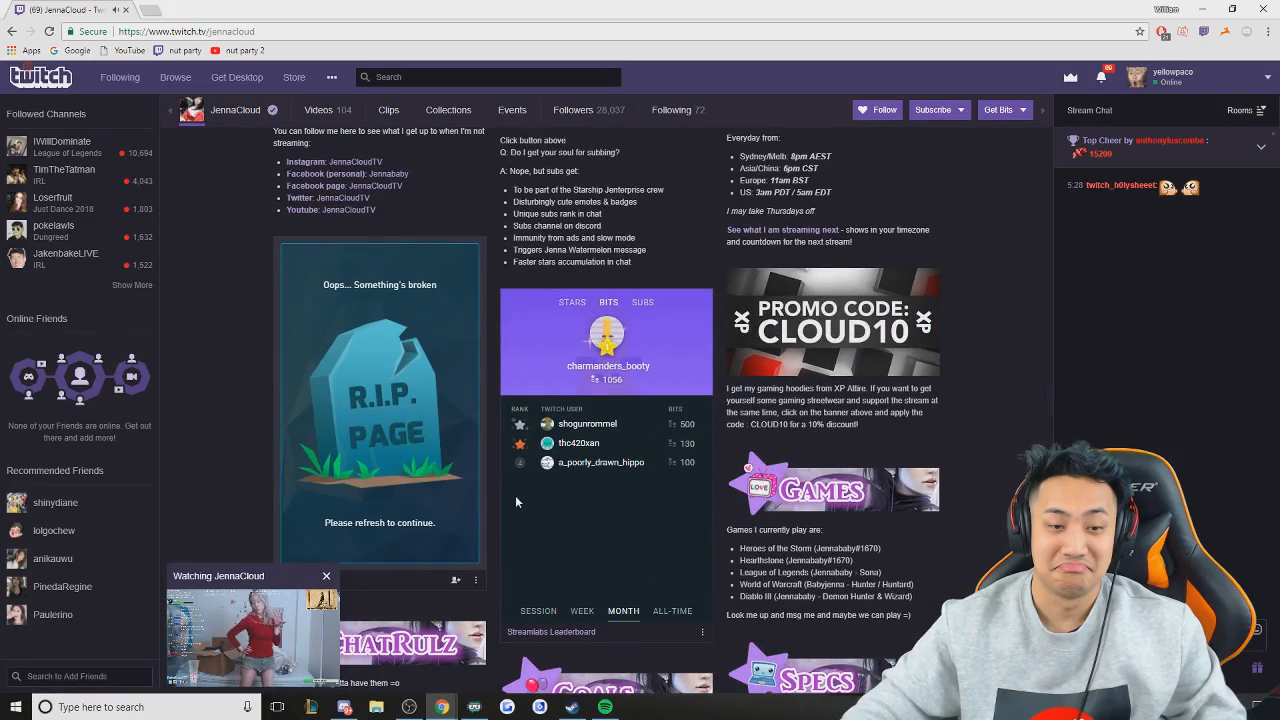 (69) JennaCloud - Twitch
William
Secure | https://www.twitch.tv/jennacloud
21
Apps
Google
YouTube
nut party
nut party 2
twitch
Following
Browse
Get Desktop
Store
Search
69
yellowpaco
Online
Followed Channels
IWillDominate
League of Legends
10,694
TimTheTatman
IRL
4,043
Loserfruit
Just Dance 2018
1,803
pokelawls
Dungreed
1,632
JakenbakeLIVE
IRL
1,522
Show More
Online Friends
None of your Friends are online. Get out
there and add more!
Recommended Friends
shinydiane
lolgochew
anikauwu
PinedaRegine
Paulerino
Search to Add Friends
JennaCloud
Videos 104
Clips
Collections
Events
Followers 28,037
Following 72
Follow
Subscribe
Get Bits
You can follow me here to see what I get up to when I'm not
streaming:
Instagram: JennaCloudTV
Facebook (personal): Jennababy
Facebook page: JennaCloudTV
Twitter: JennaCloudTV
Youtube: JennaCloudTV
Oops... Something's broken
R.I.P.
PAGE
Please refresh to continue.
Watching JennaCloud
CHATRULZ
tta have them =o
Click button above
Q: Do I get your soul for subbing?
A: Nope, but subs get:
To be part of the Starship Jenterprise crew
Disturbingly cute emotes & badges
Unique subs rank in chat
Subs channel on discord
Immunity from ads and slow mode
Triggers Jenna Watermelon message
Faster stars accumulation in chat
STARS
BITS
SUBS
1
charmanders_booty
1056
RANK
TWITCH USER
BITS
shogunrommel
500
thc420xan
130
4
a_poorly_drawn_hippo
100
SESSION
WEEK
MONTH
ALL-TIME
Streamlabs Leaderboard
GOALS
Everyday from:
Sydney/Melb: 8pm AEST
Asia/China: 6pm CST
Europe: 11am BST
US: 3am PDT / 5am EDT
I may take Thursdays off
See what I am streaming next - shows in your timezone
and countdown for the next stream!
XP
PROMO CODE:
CLOUD10
XP
I get my gaming hoodies from XP Attire. If you want to get
yourself some gaming streetwear and support the stream at
the same time, click on the banner above and apply the
code : CLOUD10 for a 10% discount!
LOVE
GAMES
Games I currently play are:
Heroes of the Storm (Jennababy#1670)
Hearthstone (Jennababy#1670)
League of Legends (Jennababy - Sona)
World of Warcraft (Babyjenna - Hunter / Huntard)
Diablo III (Jennababy - Demon Hunter & Wizard)
Look me up and msg me and maybe we can play =)
SPECS
Stream Chat
Rooms
Top Cheer by anthonyluscombe :
15200
5:28 twitch_h0lysheeet:
Type here to search